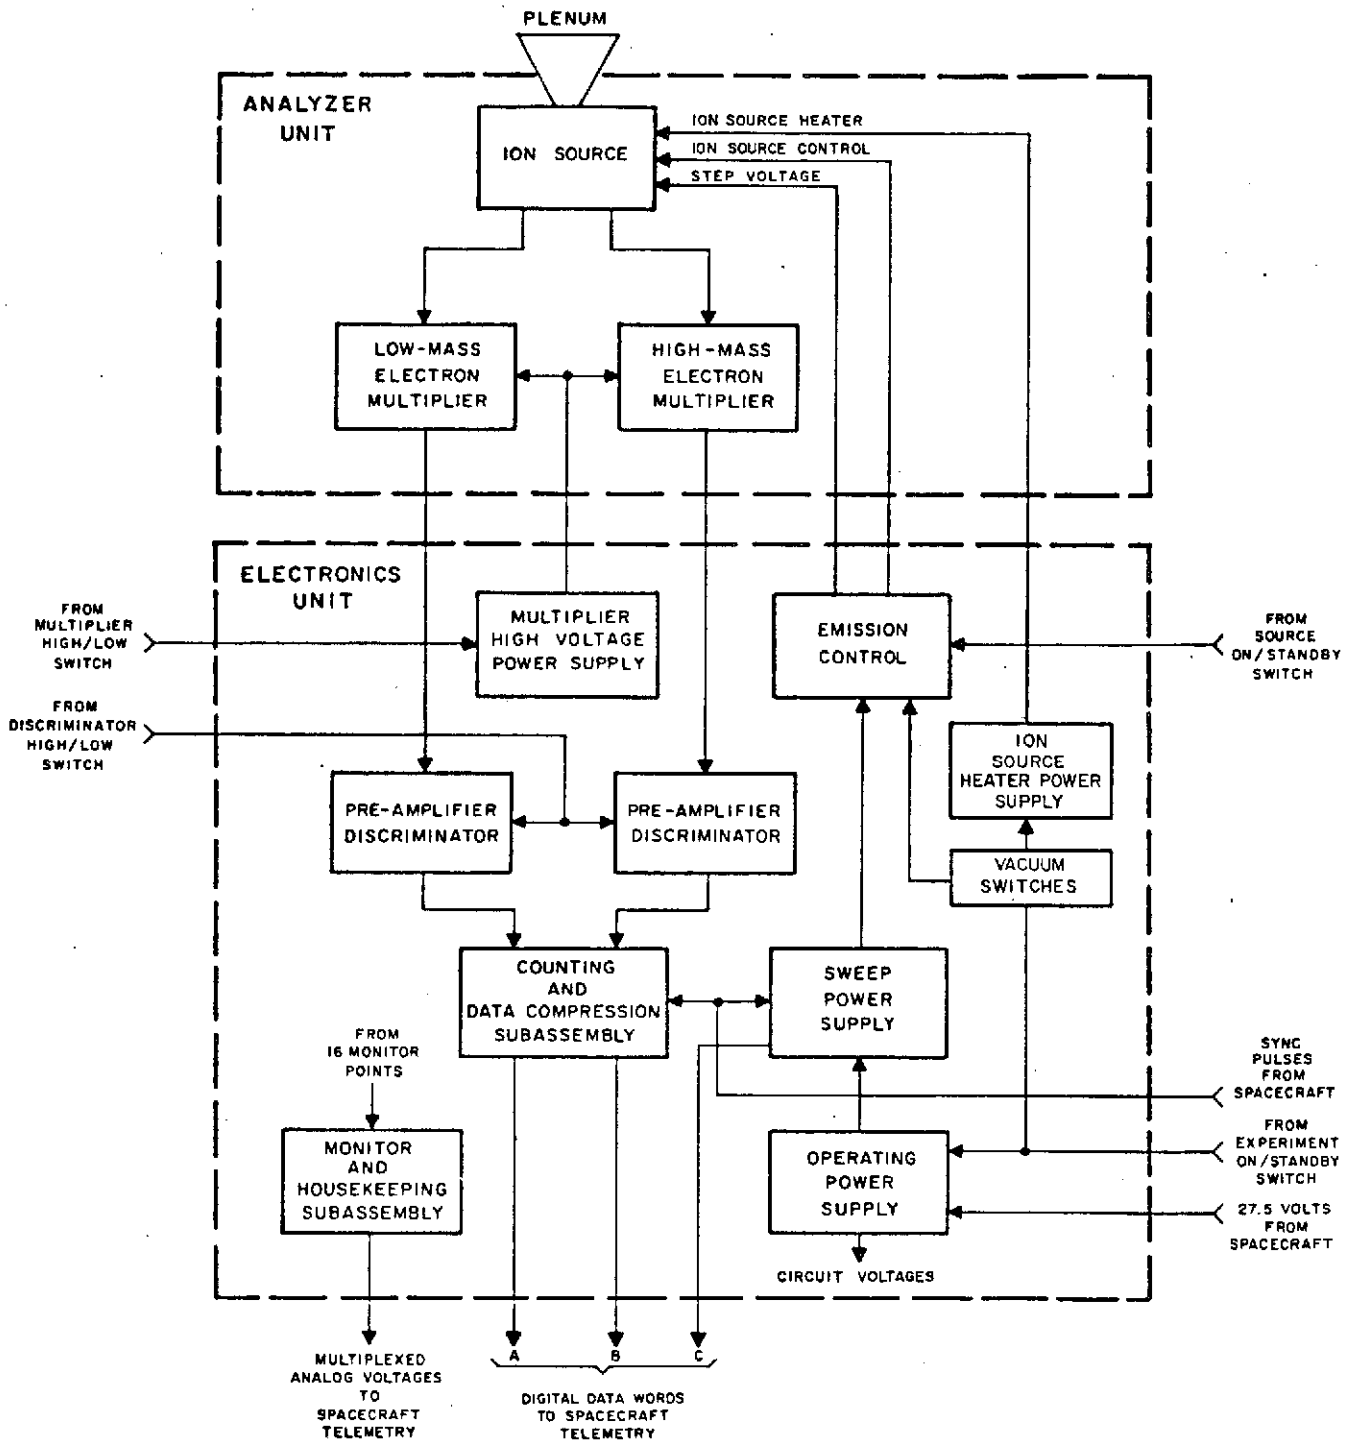 PLENUM
ANALYZER
UNIT
ION SOURCE
ION SOURCE HEATER
ION SOURCE CONTROL
STEP VOLTAGE
LOW-MASS
ELECTRON
MULTIPLIER
HIGH-MASS
ELECTRON
MULTIPLIER
ELECTRONICS
UNIT
FROM
MULTIPLIER
HIGH/LOW
SWITCH
MULTIPLIER
HIGH VOLTAGE
POWER SUPPLY
EMISSION
CONTROL
FROM
SOURCE
ON/STANDBY
SWITCH
FROM
DISCRIMINATOR
HIGH/LOW
SWITCH
ION
SOURCE
HEATER POWER
SUPPLY
PRE-AMPLIFIER
DISCRIMINATOR
PRE-AMPLIFIER
DISCRIMINATOR
VACUUM
SWITCHES
COUNTING
AND
DATA COMPRESSION
SUBASSEMBLY
SWEEP
POWER
SUPPLY
FROM
16 MONITOR
POINTS
SYNC
PULSES
FROM
SPACECRAFT
MONITOR
AND
HOUSEKEEPING
SUBASSEMBLY
OPERATING
POWER
SUPPLY
FROM
EXPERIMENT
ON/STANDBY
SWITCH
27.5 VOLTS
FROM
SPACECRAFT
CIRCUIT VOLTAGES
A B C
MULTIPLEXED
ANALOG VOLTAGES
TO
SPACECRAFT
TELEMETRY
DIGITAL DATA WORDS
TO SPACECRAFT
TELEMETRY